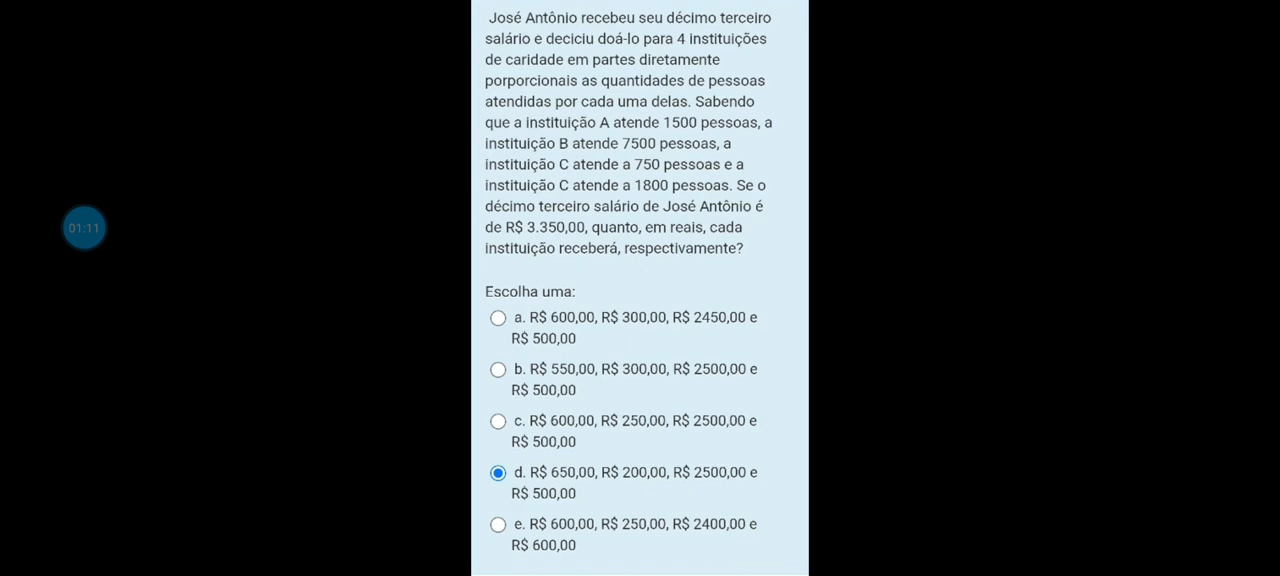 José Antônio recebeu seu décimo terceiro
salário e deciciu doá-lo para 4 instituições
de caridade em partes diretamente
porporcionais as quantidades de pessoas
atendidas por cada uma delas. Sabendo
que a instituição A atende 1500 pessoas, a
instituição B atende 7500 pessoas, a
instituição C atende a 750 pessoas e a
instituição C atende a 1800 pessoas. Se o
décimo terceiro salário de José Antônio é
de R$ 3.350,00, quanto, em reais, cada
instituição receberá, respectivamente?
01:11
Escolha uma:
a. R$ 600,00, R$ 300,00, R$ 2450,00 e
R$ 500,00
b. R$ 550,00, R$ 300,00, R$ 2500,00 e
R$ 500,00
c. R$ 600,00, R$ 250,00, R$ 2500,00 e
R$ 500,00
d. R$ 650,00, R$ 200,00, R$ 2500,00 e
R$ 500,00
e. R$ 600,00, R$ 250,00, R$ 2400,00 e
R$ 600,00